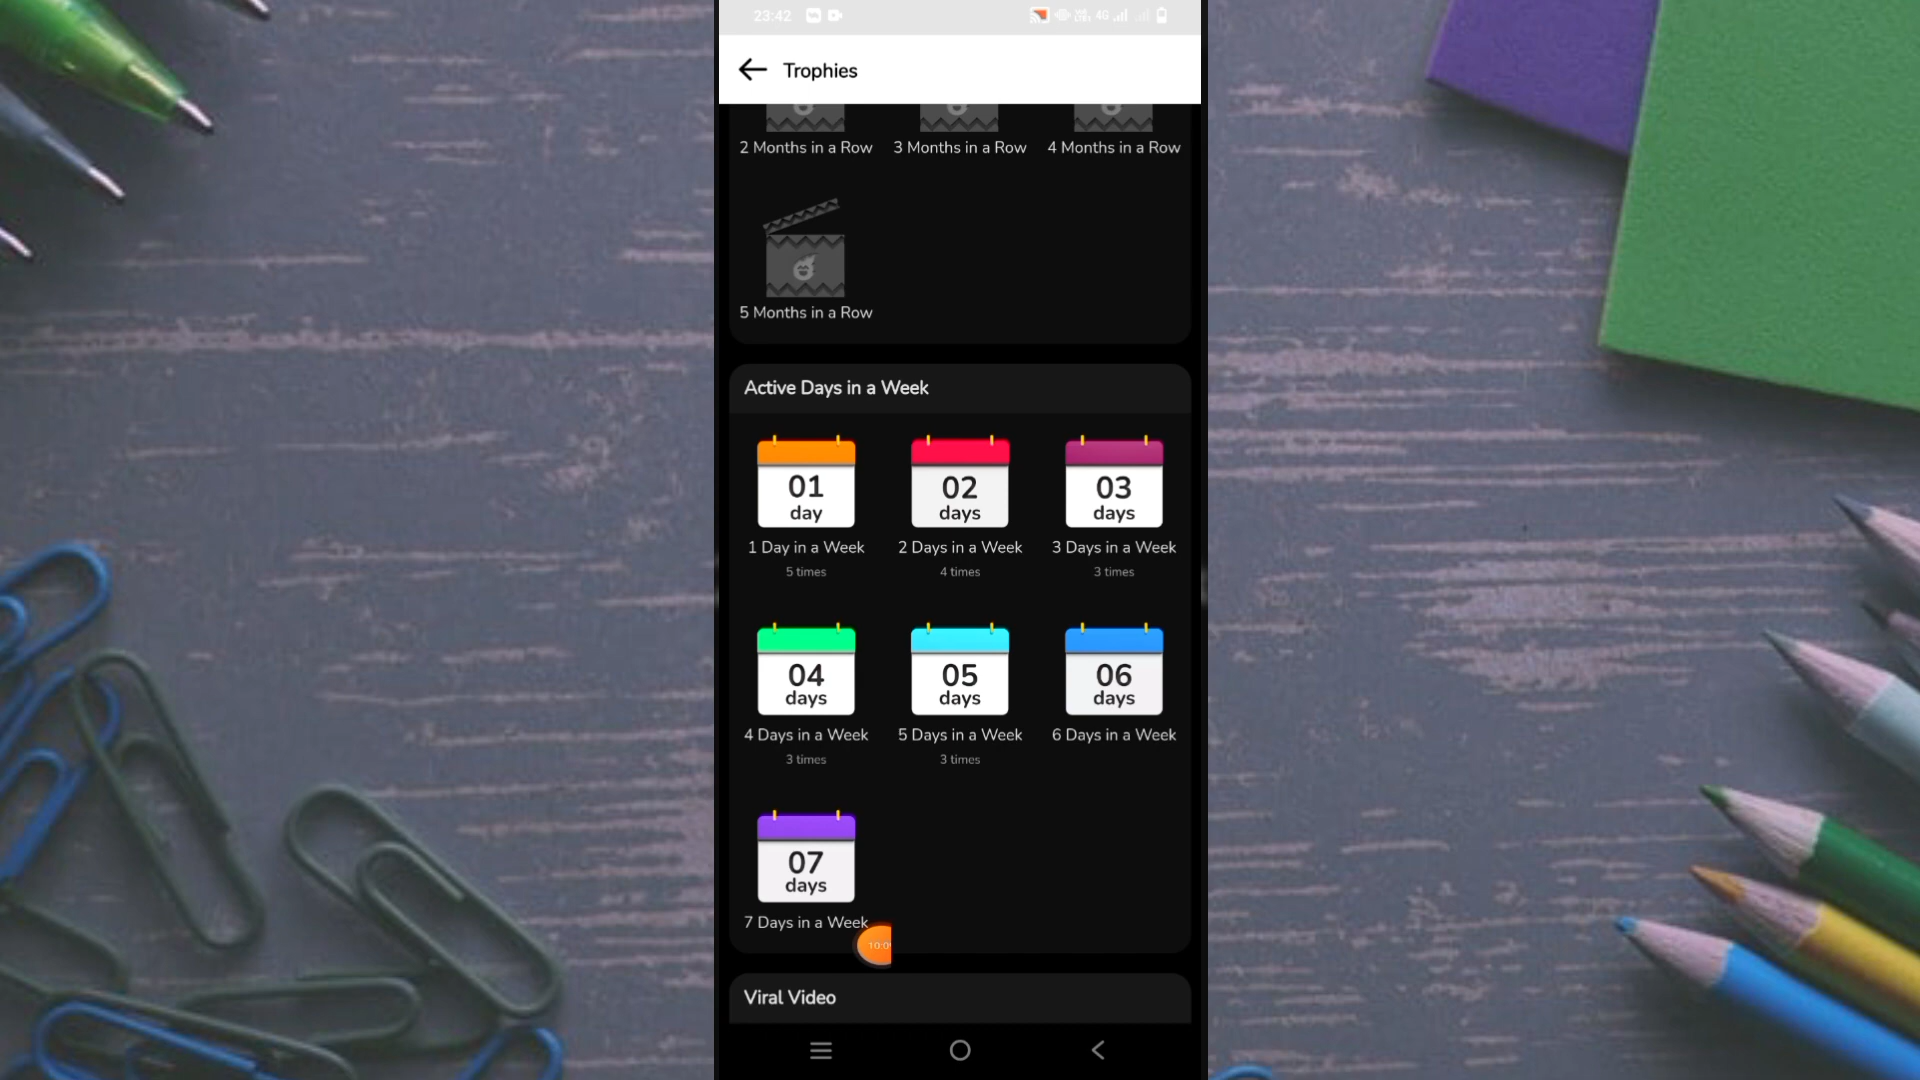 23:42
4G
Trophies
2 Months in a Row
3 Months in a Row
4 Months in a Row
5 Months in a Row
Active Days in a Week
01
day
02
days
03
days
1 Day in a Week
2 Days in a Week
3 Days in a Week
5 times
4 times
3 times
04
days
05
days
06
days
4 Days in a Week
5 Days in a Week
6 Days in a Week
3 times
3 times
07
days
7 Days in a Week
Viral Video